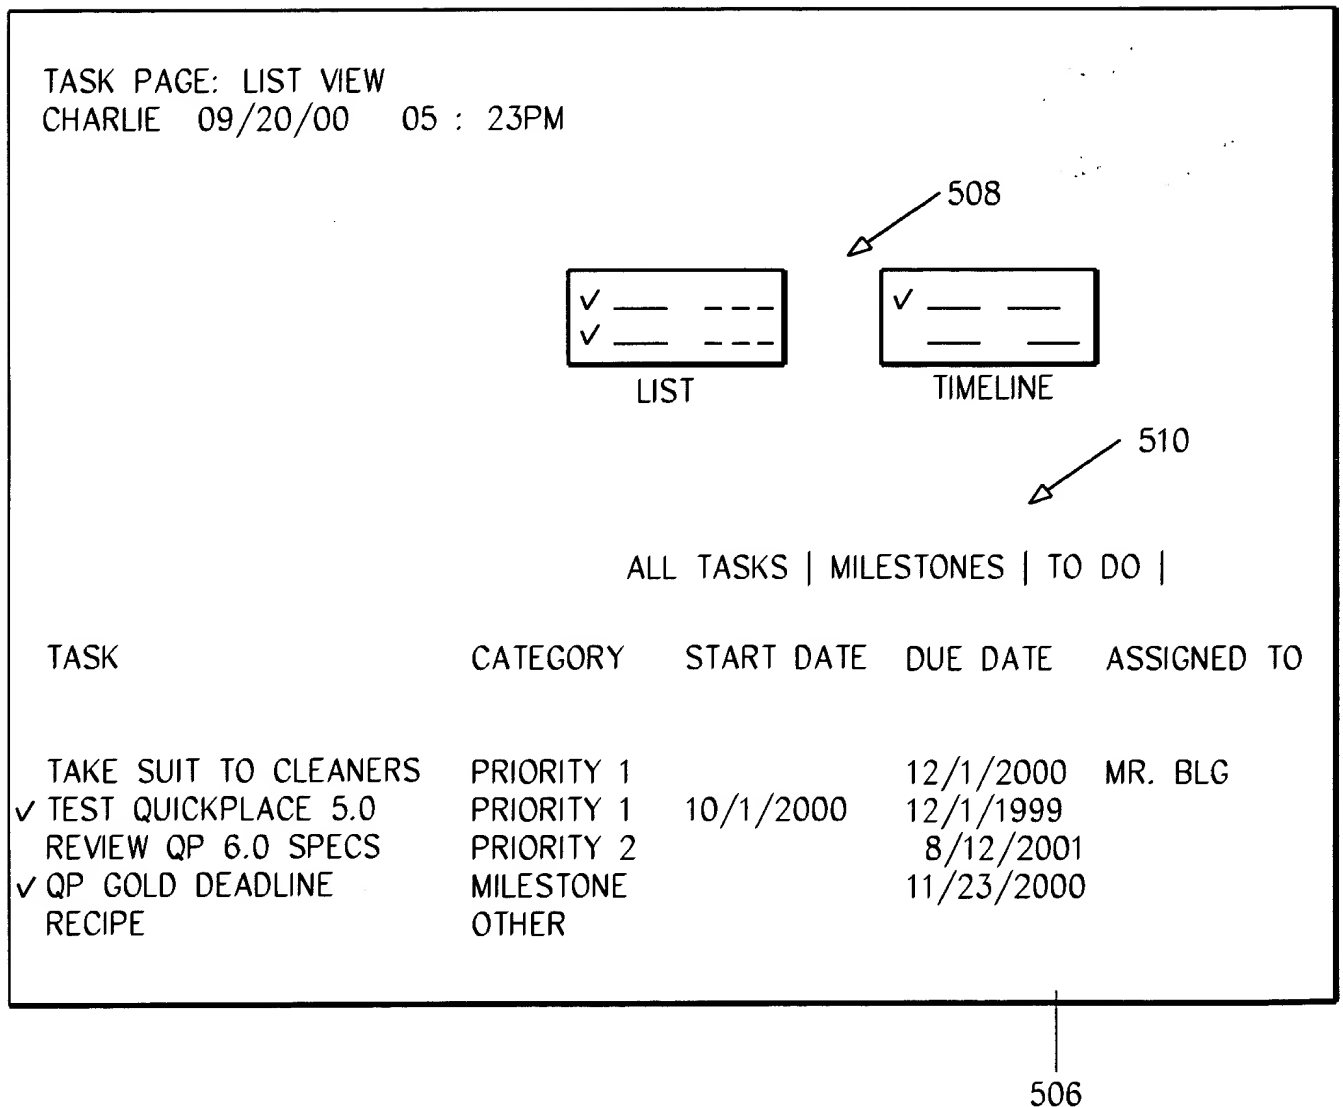 TASK PAGE: LIST VIEW
CHARLIE 09/20/00 05 : 23PM
508
LIST TIMELINE
510
ALL TASKS | MILESTONES | TO DO |
TASK CATEGORY START DATE DUE DATE ASSIGNED TO
TAKE SUIT TO CLEANERS PRIORITY 1 12/1/2000 MR. BLG
✓ TEST QUICKPLACE 5.0 PRIORITY 1 10/1/2000 12/1/1999
REVIEW QP 6.0 SPECS PRIORITY 2 8/12/2001
✓ QP GOLD DEADLINE MILESTONE 11/23/2000
RECIPE OTHER
506